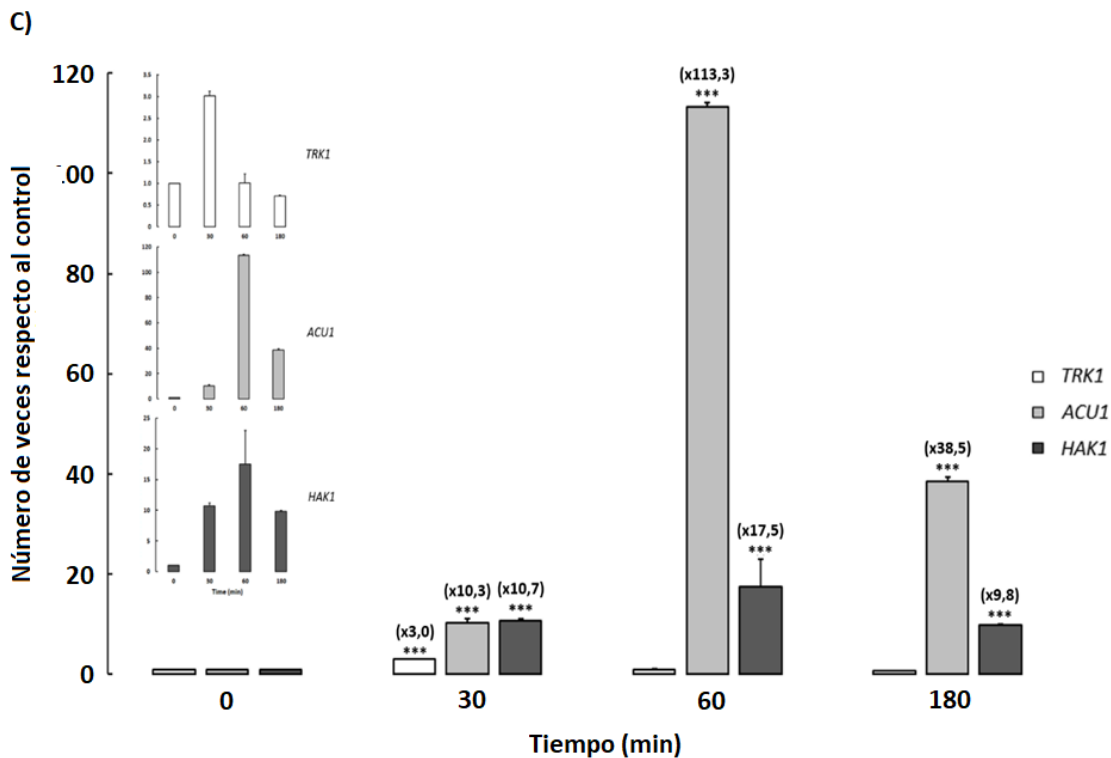 C)
Número de veces respecto al control
120
00
80
60
40
20
0
3.5
3.0
2.5
2.0
1.5
1.0
0.5
0
TRK1
0 30 60 180
120
100
80
60
40
20
0
ACU1
0 30 60 180
25
20
15
10
5
0
HAK1
0 30 60 180
Time (min)
(x3,0)
***
(x10,3)
***
(x10,7)
***
(x113,3)
***
(x17,5)
***
(x38,5)
***
(x9,8)
***
TRK1
ACU1
HAK1
0 30 60 180
Tiempo (min)